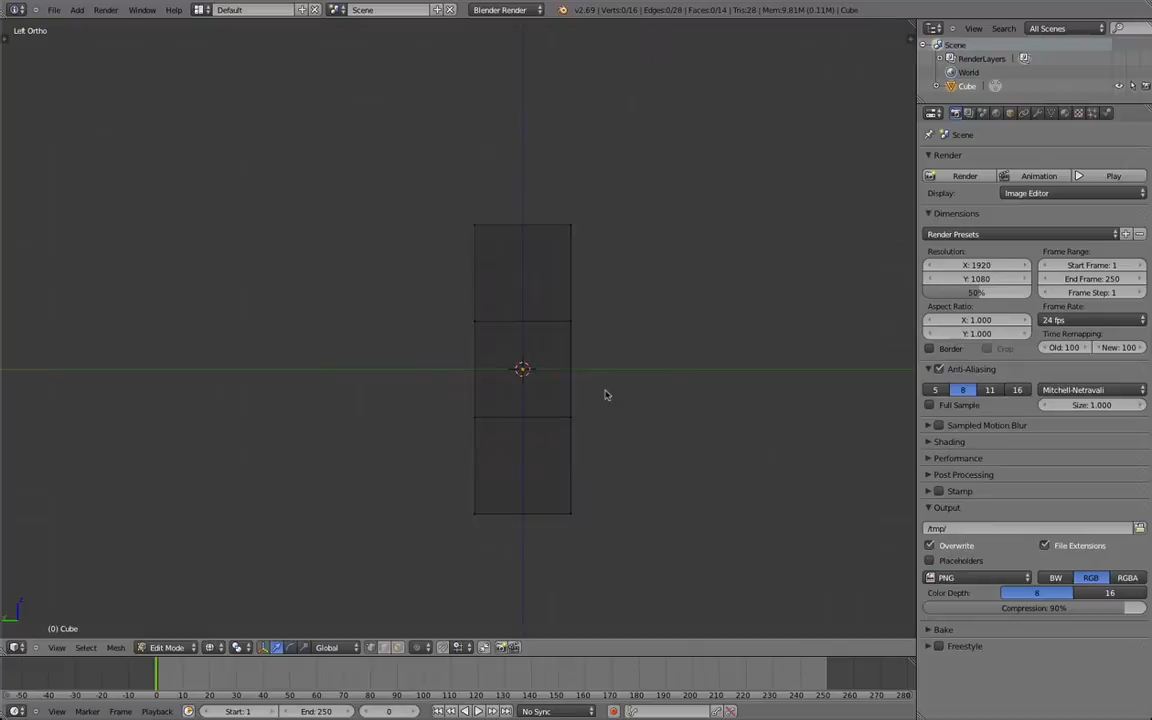 File Add Render Window Help Default Scene Blender Render v2.69 | Verts:0/16 | Edges:0/28 | Faces:0/14 | Tris:28 | Mem:9.81M (0.11M) | Cube
Left Ortho
View Search All Scenes
Scene
RenderLayers
World
Cube
Scene
Render
Render Animation Play
Display: Image Editor
Dimensions
Render Presets
Resolution: Frame Range:
X: 1920 Start Frame: 1
Y: 1080 End Frame: 250
50% Frame Step: 1
Aspect Ratio: Frame Rate:
X: 1.000 24 fps
Y: 1.000 Time Remapping:
Border Crop Old: 100 New: 100
Anti-Aliasing
5 8 11 16 Mitchell-Netravali
Full Sample Size: 1.000
Sampled Motion Blur
Shading
Performance
Post Processing
Stamp
Output
/tmp/
Overwrite File Extensions
Placeholders
PNG BW RGB RGBA
Color Depth: 8 16
Compression: 90%
Bake
Freestyle
z
y
(0) Cube
View Select Mesh Edit Mode Global
-50 -40 -30 -20 -10 0 10 20 30 40 50 60 70 80 90 100 110 120 130 140 150 160 170 180 190 200 210 220 230 240 250 260 270 280
View Marker Frame Playback Start: 1 End: 250 0 No Sync